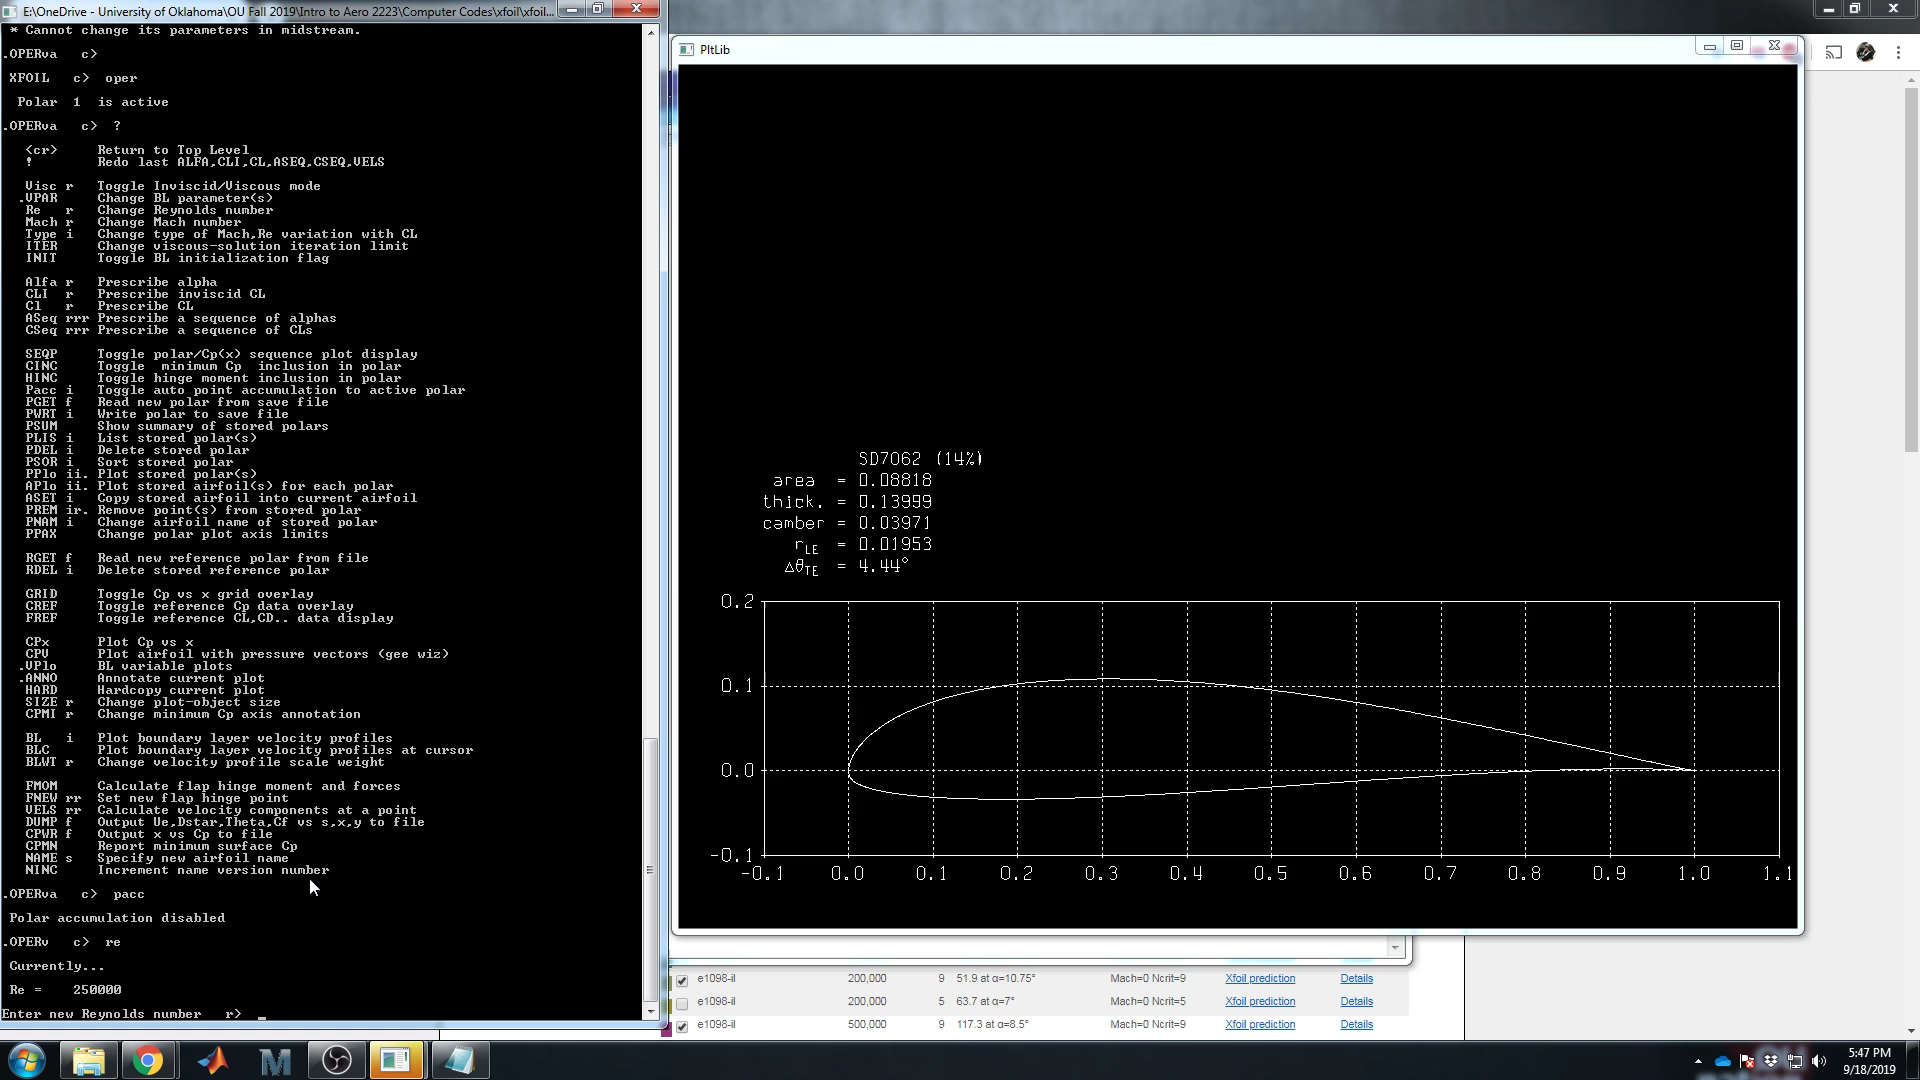 E:\OneDrive - University of Oklahoma\OU Fall 2019\Intro to Aero 2223\Computer Codes\xfoil\xfoil...
* Cannot change its parameters in midstream.
.OPERva   c>
XFOIL   c>  oper
Polar  1  is active
.OPERva   c>  ?
<cr>     Return to Top Level
!        Redo last ALFA,CLI,CL,ASEQ,CSEQ,VELS
Visc r   Toggle Inviscid/Viscous mode
.VPAR     Change BL parameter(s)
Re   r   Change Reynolds number
Mach r   Change Mach number
Type i   Change type of Mach,Re variation with CL
ITER     Change viscous-solution iteration limit
INIT     Toggle BL initialization flag
Alfa r   Prescribe alpha
CLI  r   Prescribe inviscid CL
Cl   r   Prescribe CL
ASeq rrr Prescribe a sequence of alphas
CSeq rrr Prescribe a sequence of CLs
SEQP     Toggle polar/Cp(x) sequence plot display
CINC     Toggle  minimum Cp  inclusion in polar
HINC     Toggle hinge moment inclusion in polar
Pacc i   Toggle auto point accumulation to active polar
PGET f   Read new polar from save file
PWRT i   Write polar to save file
PSUM     Show summary of stored polars
PLIS i   List stored polar(s)
PDEL i   Delete stored polar
PSOR i   Sort stored polar
PPlo ii. Plot stored polar(s)
APlo ii. Plot stored airfoil(s) for each polar
ASET i   Copy stored airfoil into current airfoil
PREM ir. Remove point(s) from stored polar
PNAM i   Change airfoil name of stored polar
PPAX     Change polar plot axis limits
RGET f   Read new reference polar from file
RDEL i   Delete stored reference polar
GRID     Toggle Cp vs x grid overlay
CREF     Toggle reference Cp data overlay
FREF     Toggle reference CL,CD.. data display
CPx      Plot Cp vs x
CPV      Plot airfoil with pressure vectors (gee wiz)
.VPlo     BL variable plots
.ANNO     Annotate current plot
HARD     Hardcopy current plot
SIZE r   Change plot-object size
CPMI r   Change minimum Cp axis annotation
BL   i   Plot boundary layer velocity profiles
BLC      Plot boundary layer velocity profiles at cursor
BLWT r   Change velocity profile scale weight
FMOM     Calculate flap hinge moment and forces
FNEW rr  Set new flap hinge point
VELS rr  Calculate velocity components at a point
DUMP f   Output Ue,Dstar,Theta,Cf vs s,x,y to file
CPWR f   Output x vs Cp to file
CPMN     Report minimum surface Cp
NAME s   Specify new airfoil name
NINC     Increment name version number
.OPERva   c>  pacc
Polar accumulation disabled
.OPERv   c>  re
Currently...
Re =    250000
Enter new Reynolds number   r>  _
PltLib
SD7062 (14%)
area = 0.08818
thick. = 0.13999
camber = 0.03971
rLE = 0.01953
ΔθTE = 4.44°
0.2
0.1
0.0
-0.1
-0.1 0.0 0.1 0.2 0.3 0.4 0.5 0.6 0.7 0.8 0.9 1.0 1.1
e1098-il 200,000 9 51.9 at α=10.75° Mach=0 Ncrit=9 Xfoil prediction Details
e1098-il 200,000 5 63.7 at α=7° Mach=0 Ncrit=5 Xfoil prediction Details
e1098-il 500,000 9 117.3 at α=8.5° Mach=0 Ncrit=9 Xfoil prediction Details
5:47 PM
9/18/2019